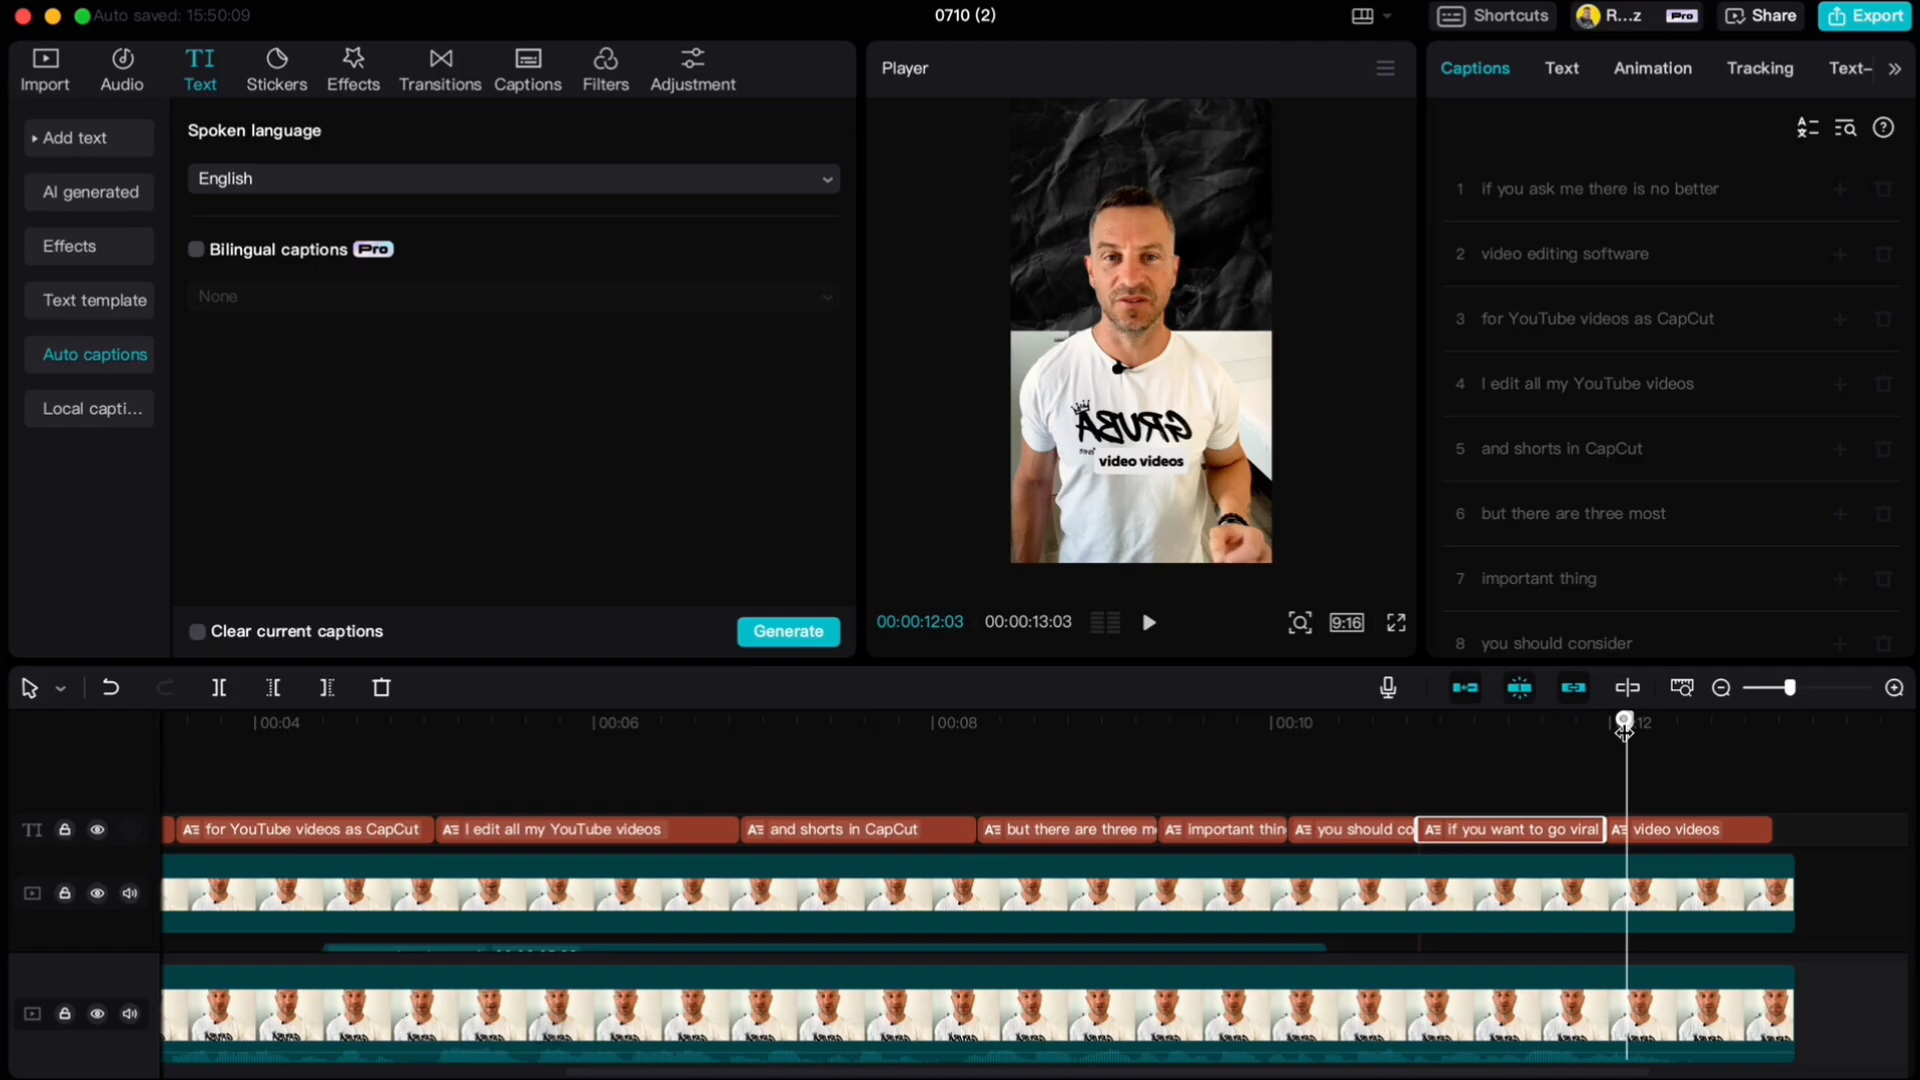 Auto saved: 15:50:09
0710 (2)
Shortcuts
R...z
Pro
Share
Export
Import
Audio
TI
Text
Stickers
Effects
Transitions
Captions
Filters
Adjustment
Player
Captions
Text
Animation
Tracking
Text-
Add text
AI generated
Effects
Text template
Auto captions
Local capti...
Spoken language
English
Bilingual captions Pro
None
Clear current captions
Generate
GRUBA
video videos
00:00:12:03
00:00:13:03
9:16
1 if you ask me there is no better
2 video editing software
3 for YouTube videos as CapCut
4 I edit all my YouTube videos
5 and shorts in CapCut
6 but there are three most
7 important thing
8 you should consider
00:04
00:06
00:08
00:10
12
TI
for YouTube videos as CapCut
I edit all my YouTube videos
and shorts in CapCut
but there are three m
important thin
you should co
if you want to go viral
video videos